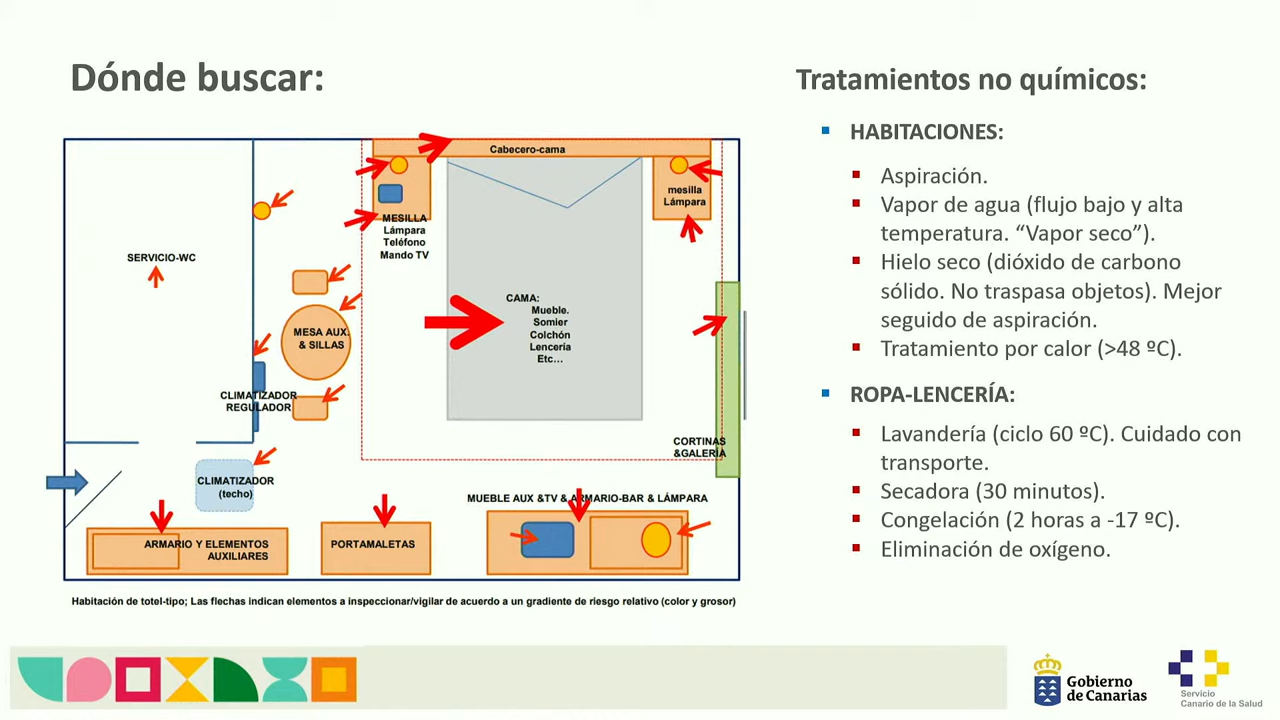 Dónde buscar:
Cabecero-cama
mesilla
Lámpara
MESILLA
Lámpara
Teléfono
Mando TV
SERVICIO-WC
CAMA:
Mueble.
Somier
Colchón
Lencería
Etc…
MESA AUX.
& SILLAS
CLIMATIZADOR
REGULADOR
CORTINAS
&GALERÍA
CLIMATIZADOR
(techo)
MUEBLE AUX &TV & ARMARIO-BAR & LÁMPARA
ARMARIO Y ELEMENTOS
AUXILIARES
PORTAMALETAS
Habitación de totel-tipo; Las flechas indican elementos a inspeccionar/vigilar de acuerdo a un gradiente de riesgo relativo (color y grosor)
Tratamientos no químicos:
HABITACIONES:
Aspiración.
Vapor de agua (flujo bajo y alta
temperatura. “Vapor seco”).
Hielo seco (dióxido de carbono
sólido. No traspasa objetos). Mejor
seguido de aspiración.
Tratamiento por calor (>48 ºC).
ROPA-LENCERÍA:
Lavandería (ciclo 60 ºC). Cuidado con
transporte.
Secadora (30 minutos).
Congelación (2 horas a -17 ºC).
Eliminación de oxígeno.
Gobierno
de Canarias
Servicio
Canario de la Salud